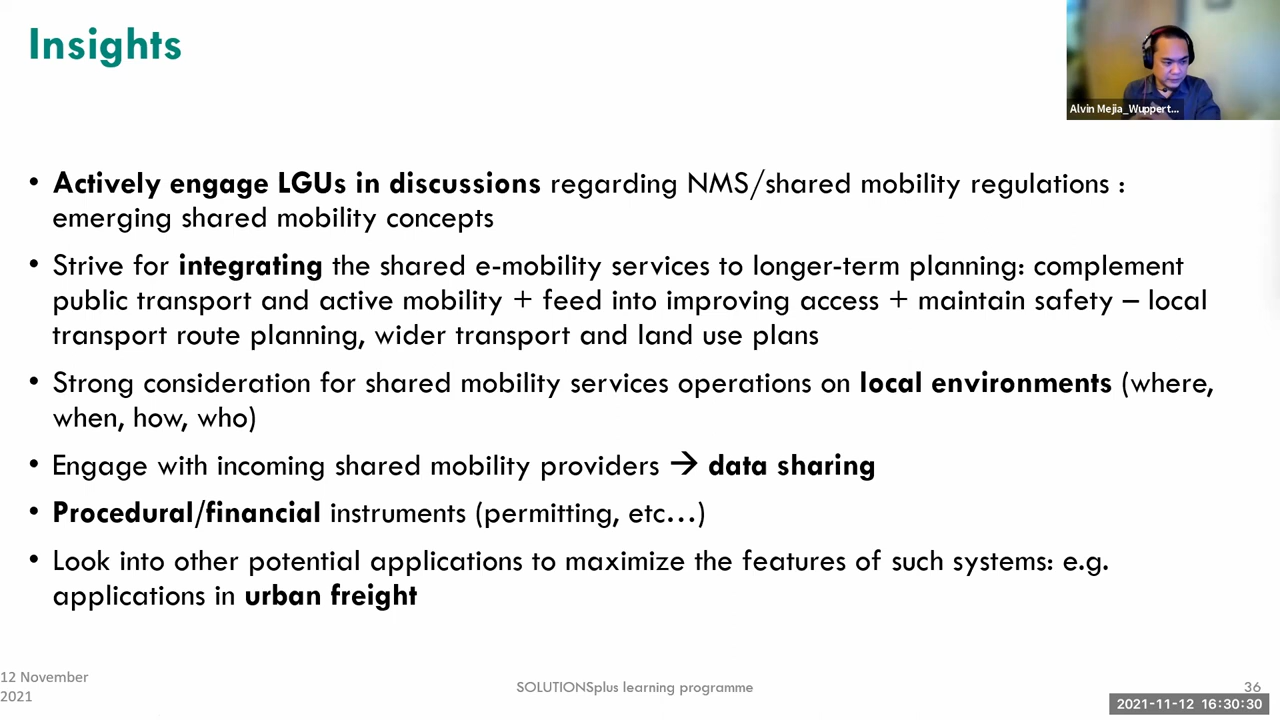 Insights
Alvin Mejia_Wuppert...
• Actively engage LGUs in discussions regarding NMS/shared mobility regulations :
emerging shared mobility concepts
• Strive for integrating the shared e-mobility services to longer-term planning: complement
public transport and active mobility + feed into improving access + maintain safety – local
transport route planning, wider transport and land use plans
• Strong consideration for shared mobility services operations on local environments (where,
when, how, who)
• Engage with incoming shared mobility providers → data sharing
• Procedural/financial instruments (permitting, etc...)
• Look into other potential applications to maximize the features of such systems: e.g.
applications in urban freight
12 November
2021
SOLUTIONSplus learning programme
36
2021-11-12 16:30:30